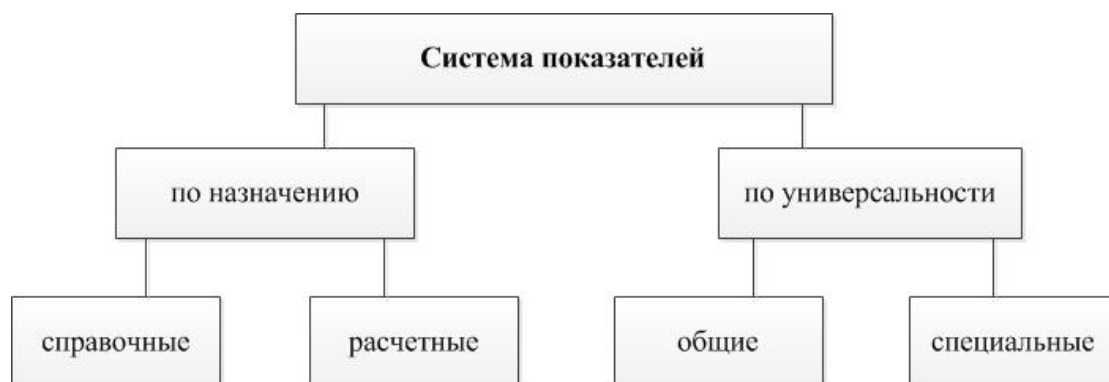 Система показателей
по назначению
по универсальности
справочные
расчетные
общие
специальные